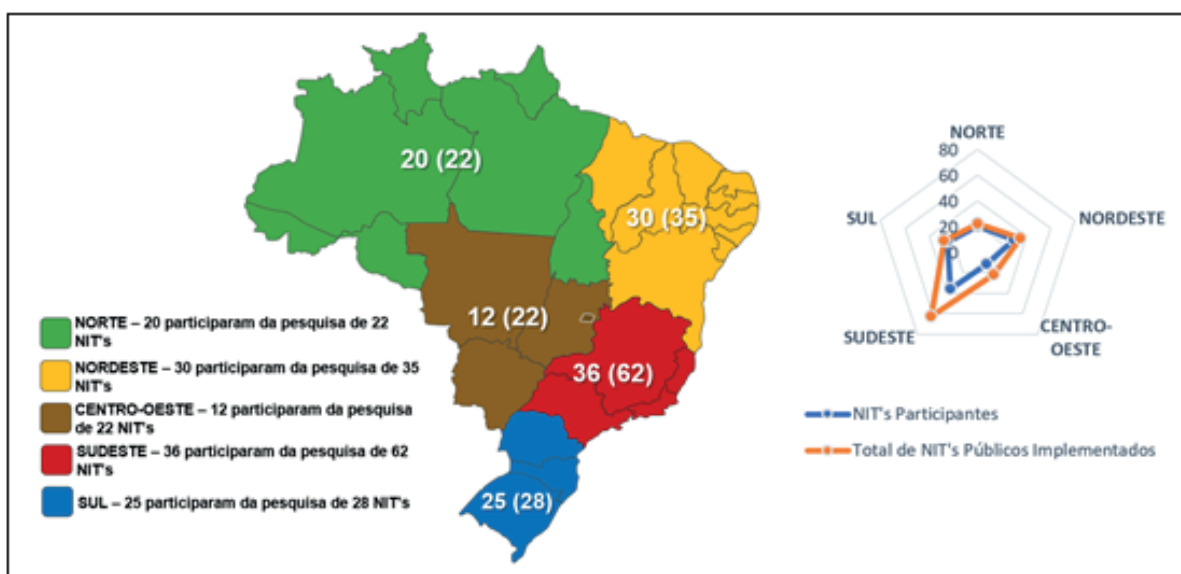 20 (22)
30 (35)
12 (22)
36 (62)
25 (28)
NORTE – 20 participaram da pesquisa de 22
NIT's
NORDESTE – 30 participaram da pesquisa de 35
NIT's
CENTRO-OESTE – 12 participaram da pesquisa
de 22 NIT's
SUDESTE – 36 participaram da pesquisa de 62
NIT's
SUL – 25 participaram da pesquisa de 28 NIT's
NORTE
80
60
40
20
0
SUL
NORDESTE
SUDESTE
CENTRO-
OESTE
NIT's Participantes
Total de NIT's Públicos Implementados